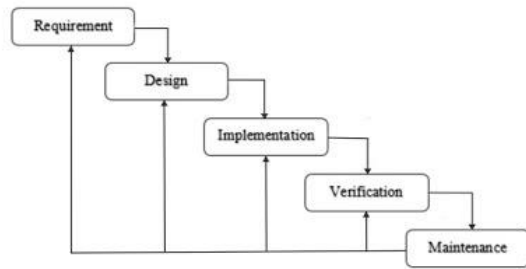 Requirement
Design
Implementation
Verification
Maintenance